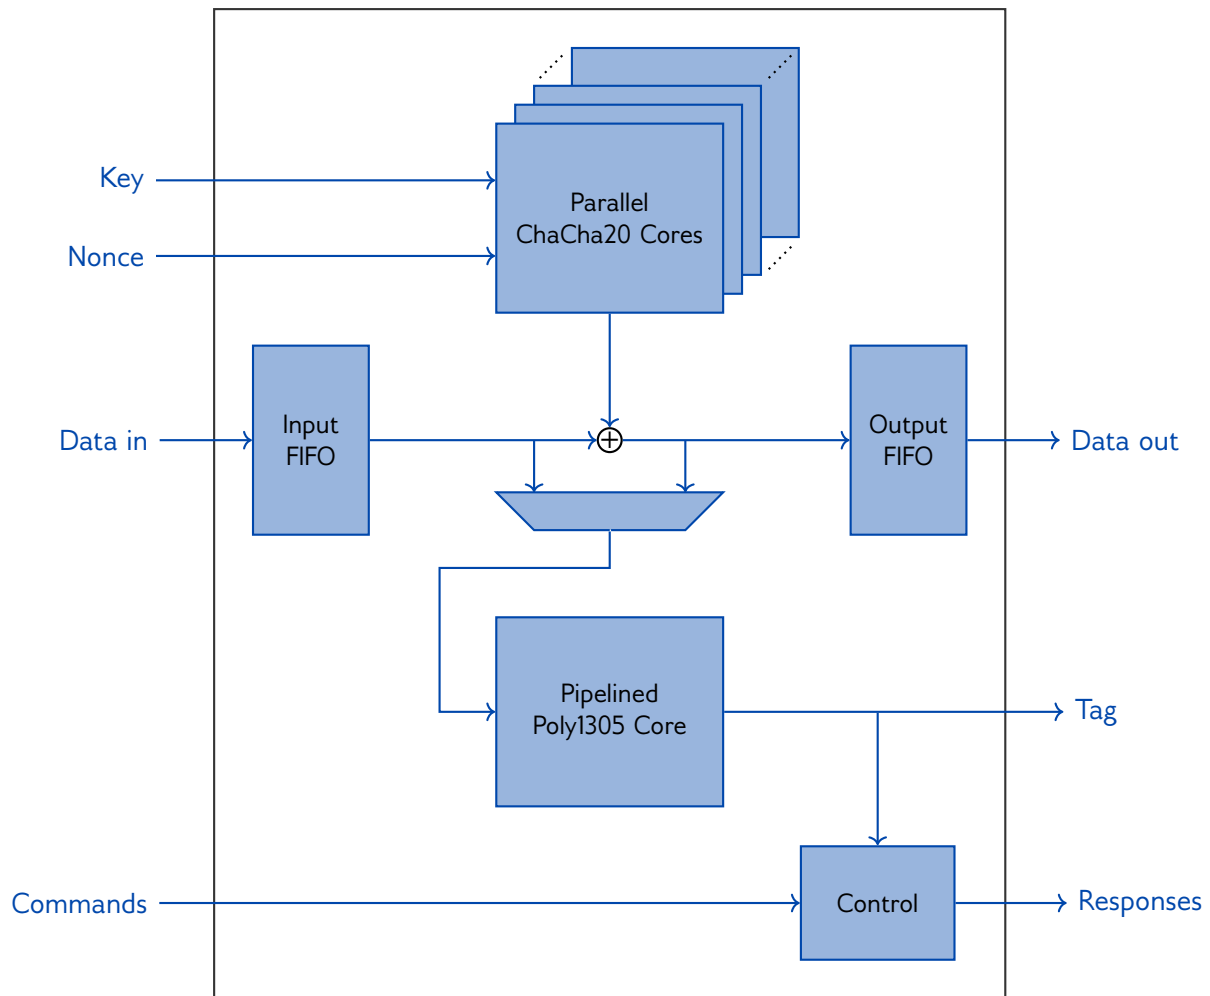 Key
Nonce
Parallel
ChaCha20 Cores
Data in
Input
FIFO
Output
FIFO
Data out
Pipelined
Poly1305 Core
Tag
Commands
Control
Responses